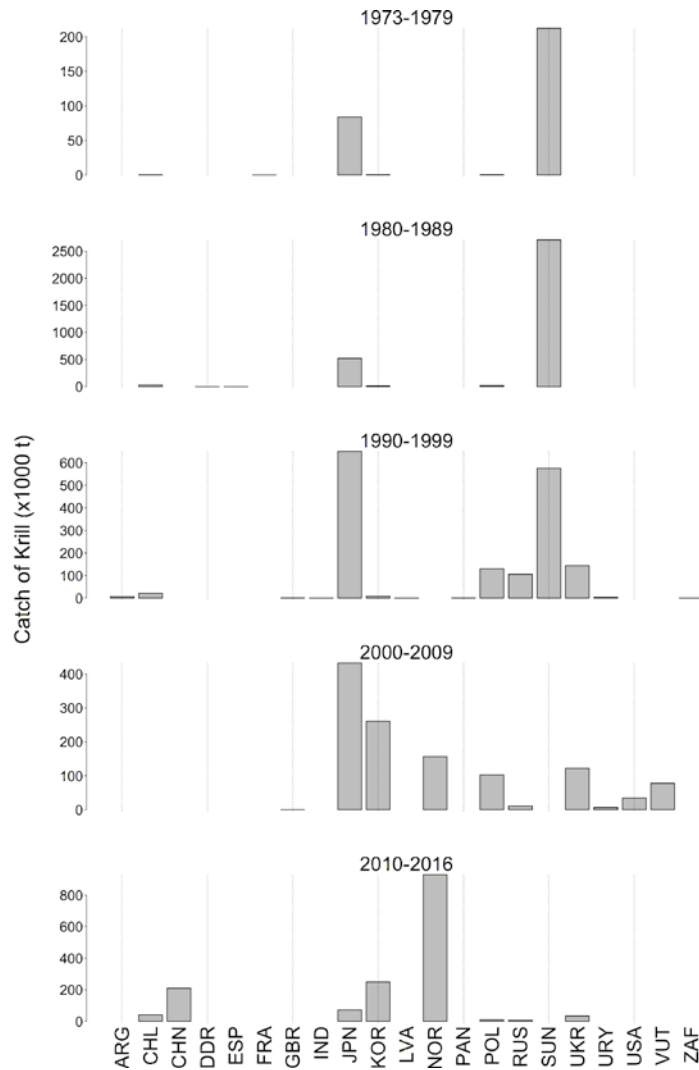 1973-1979
200
150
100
50
0
1980-1989
2500
2000
1500
1000
500
0
Catch of Krill (x1000 t)
1990-1999
600
500
400
300
200
100
0
2000-2009
400
300
200
100
0
2010-2016
800
600
400
200
0
ARG
CHL
CHN
DDR
ESP
FRA
GBR
IND
JPN
KOR
LVA
NOR
PAN
POL
RUS
SUN
UKR
URY
USA
VUT
ZAF